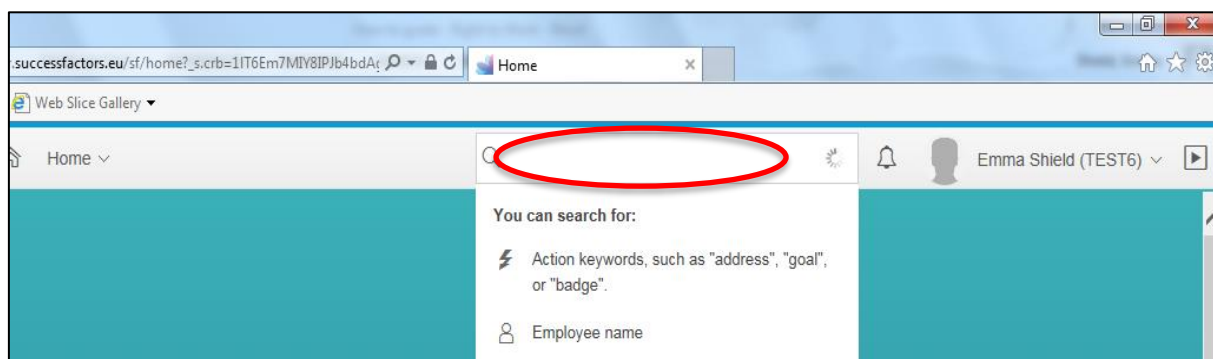 .successfactors.eu/sf/home?_s.crb=1IT6Em7MIY8IPJb4bdA
Home
Web Slice Gallery
Home
Emma Shield (TEST6)
You can search for:
Action keywords, such as "address", "goal",
or "badge".
Employee name